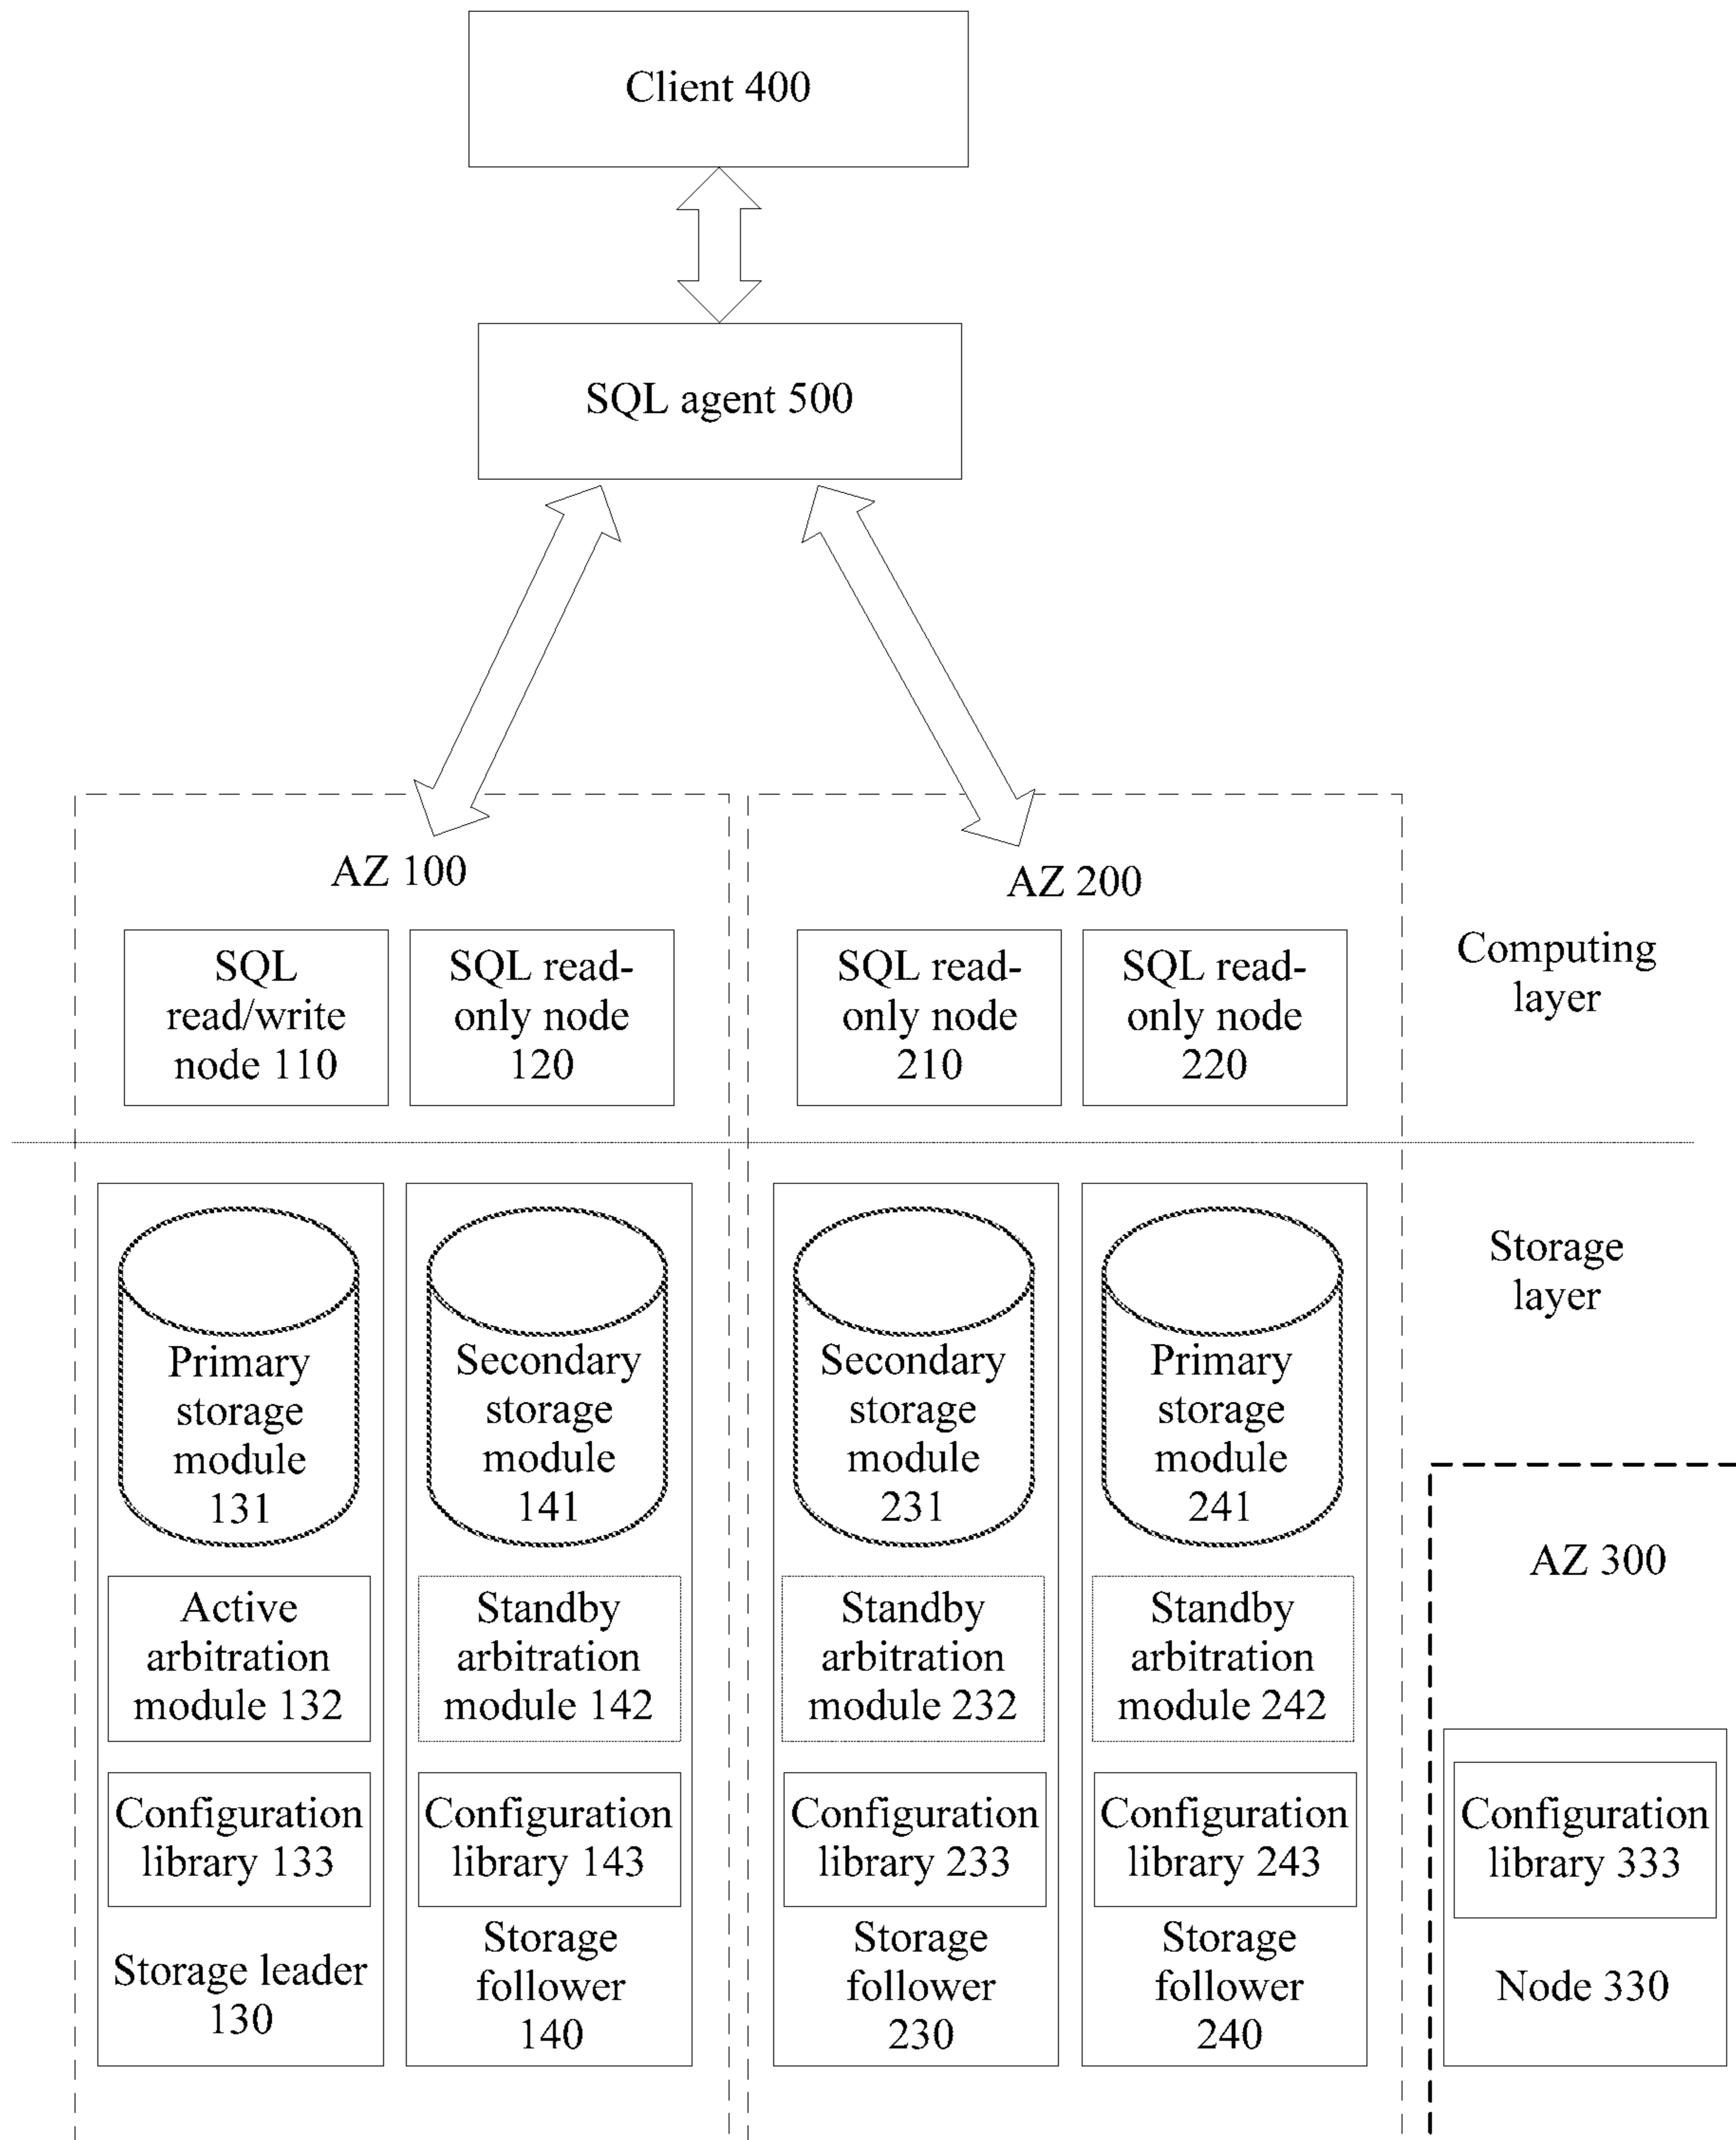 Client 400
SQL agent 500
AZ 100
AZ 200
SQL
read/write
node 110
SQL read-
only node
120
SQL read-
only node
210
SQL read-
only node
220
Computing
layer
Storage
layer
Primary
storage
module
131
Secondary
storage
module
141
Secondary
storage
module
231
Primary
storage
module
241
AZ 300
Active
arbitration
module 132
Standby
arbitration
module 142
Standby
arbitration
module 232
Standby
arbitration
module 242
Configuration
library 133
Configuration
library 143
Configuration
library 233
Configuration
library 243
Configuration
library 333
Storage leader
130
Storage
follower
140
Storage
follower
230
Storage
follower
240
Node 330